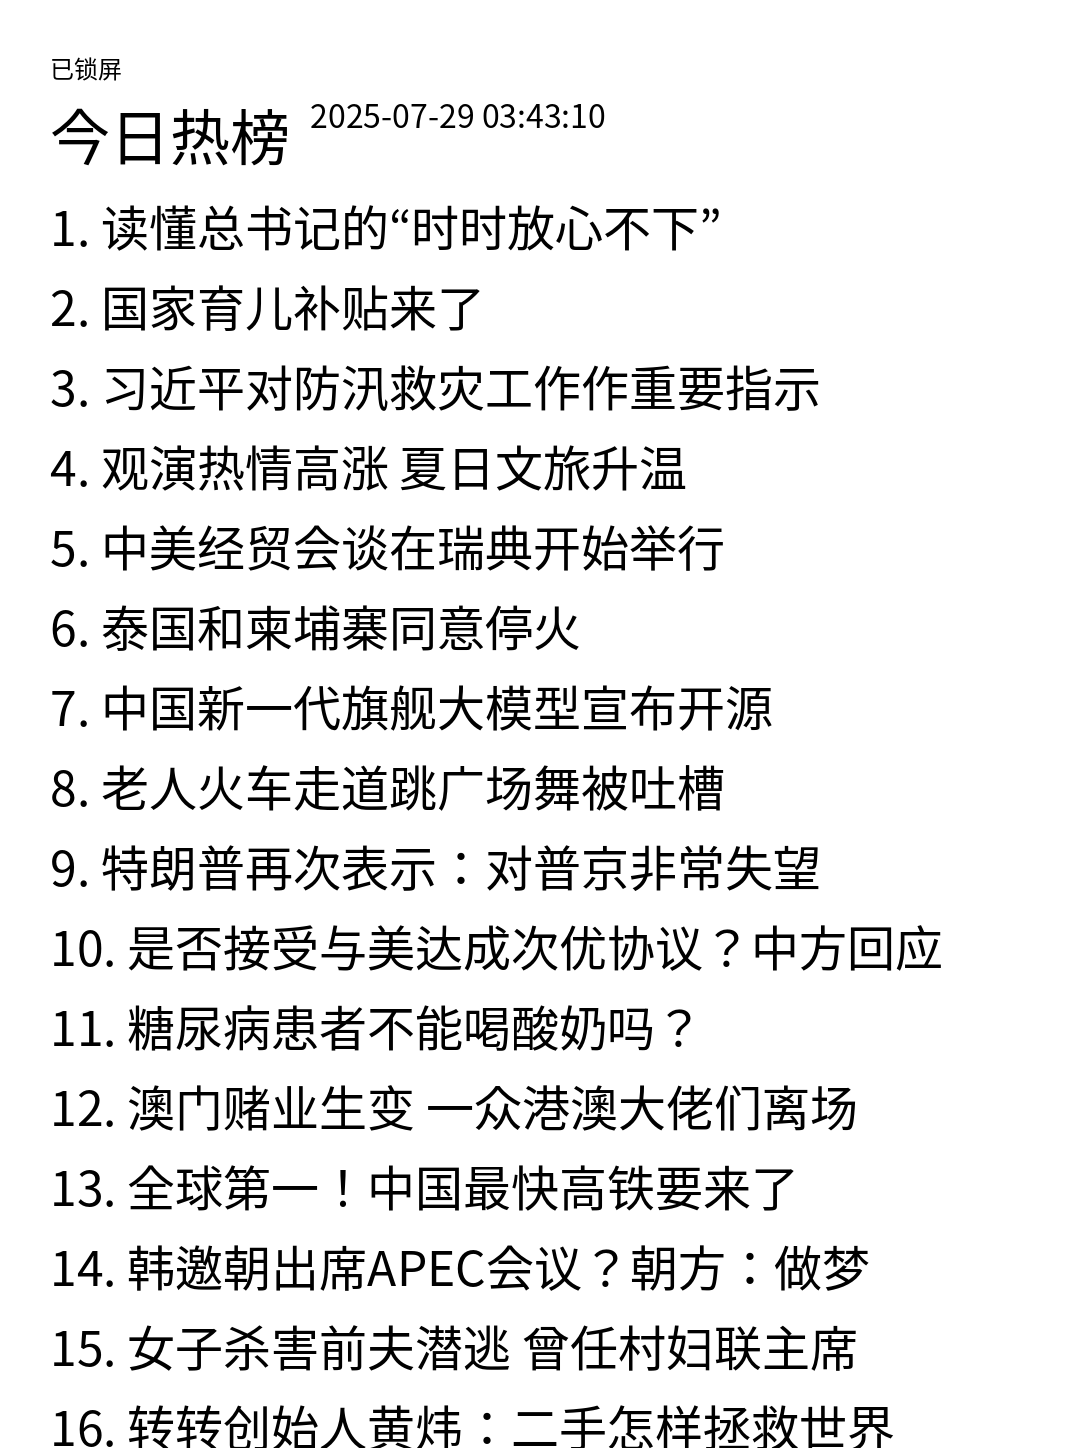 已锁屏
今日热榜 2025-07-29 03:43:10
1. 读懂总书记的“时时放心不下”
2. 国家育儿补贴来了
3. 习近平对防汛救灾工作作重要指示
4. 观演热情高涨 夏日文旅升温
5. 中美经贸会谈在瑞典开始举行
6. 泰国和柬埔寨同意停火
7. 中国新一代旗舰大模型宣布开源
8. 老人火车走道跳广场舞被吐槽
9. 特朗普再次表示：对普京非常失望
10. 是否接受与美达成次优协议？中方回应
11. 糖尿病患者不能喝酸奶吗？
12. 澳门赌业生变 一众港澳大佬们离场
13. 全球第一！中国最快高铁要来了
14. 韩邀朝出席APEC会议？朝方：做梦
15. 女子杀害前夫潜逃 曾任村妇联主席
16. 转转创始人黄炜：二手怎样拯救世界